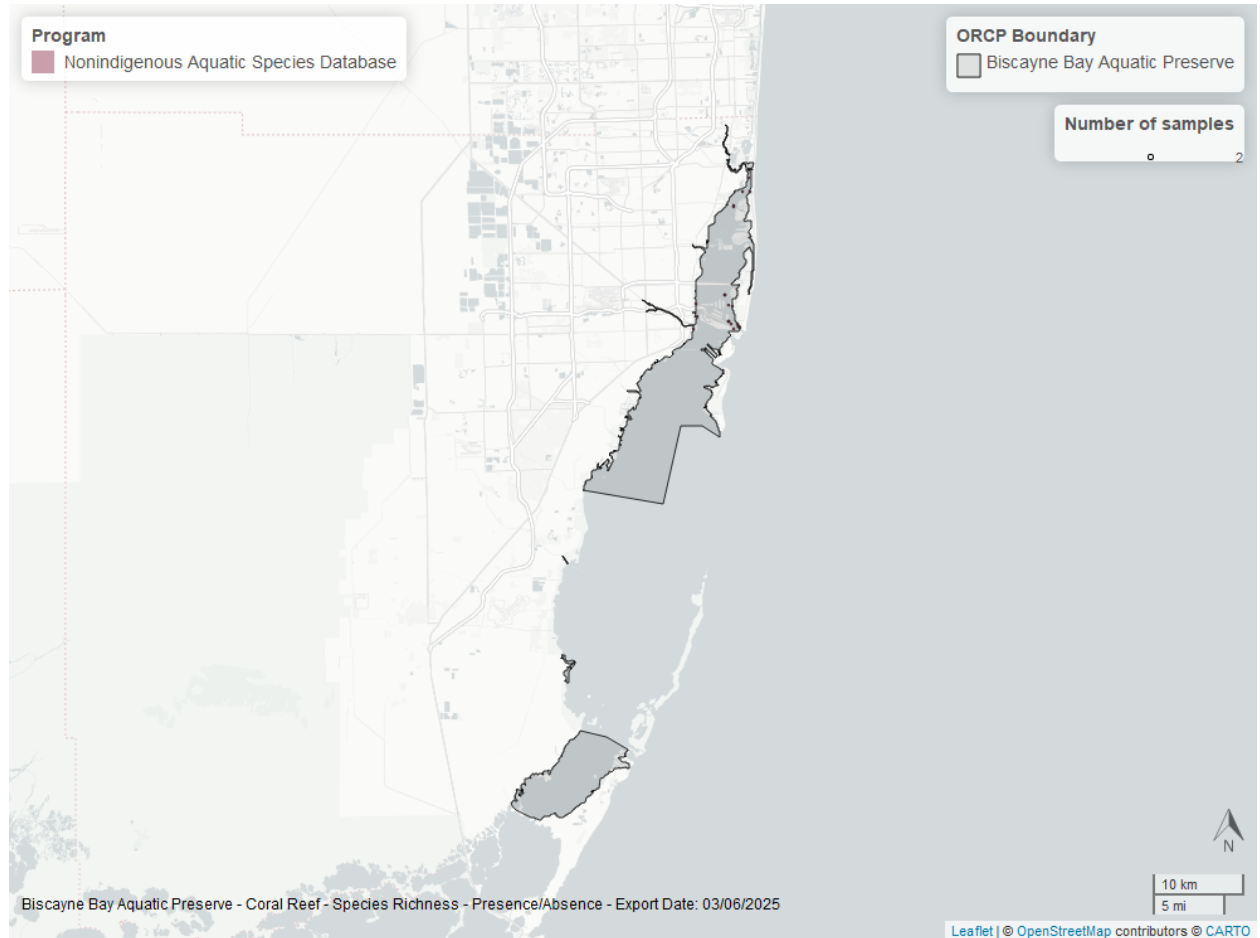 Program
Nonindigenous Aquatic Species Database
ORCP Boundary
Biscayne Bay Aquatic Preserve
Number of samples
2
N
10 km
5 mi
Biscayne Bay Aquatic Preserve - Coral Reef - Species Richness - Presence/Absence - Export Date: 03/06/2025
Leaflet | © OpenStreetMap contributors © CARTO